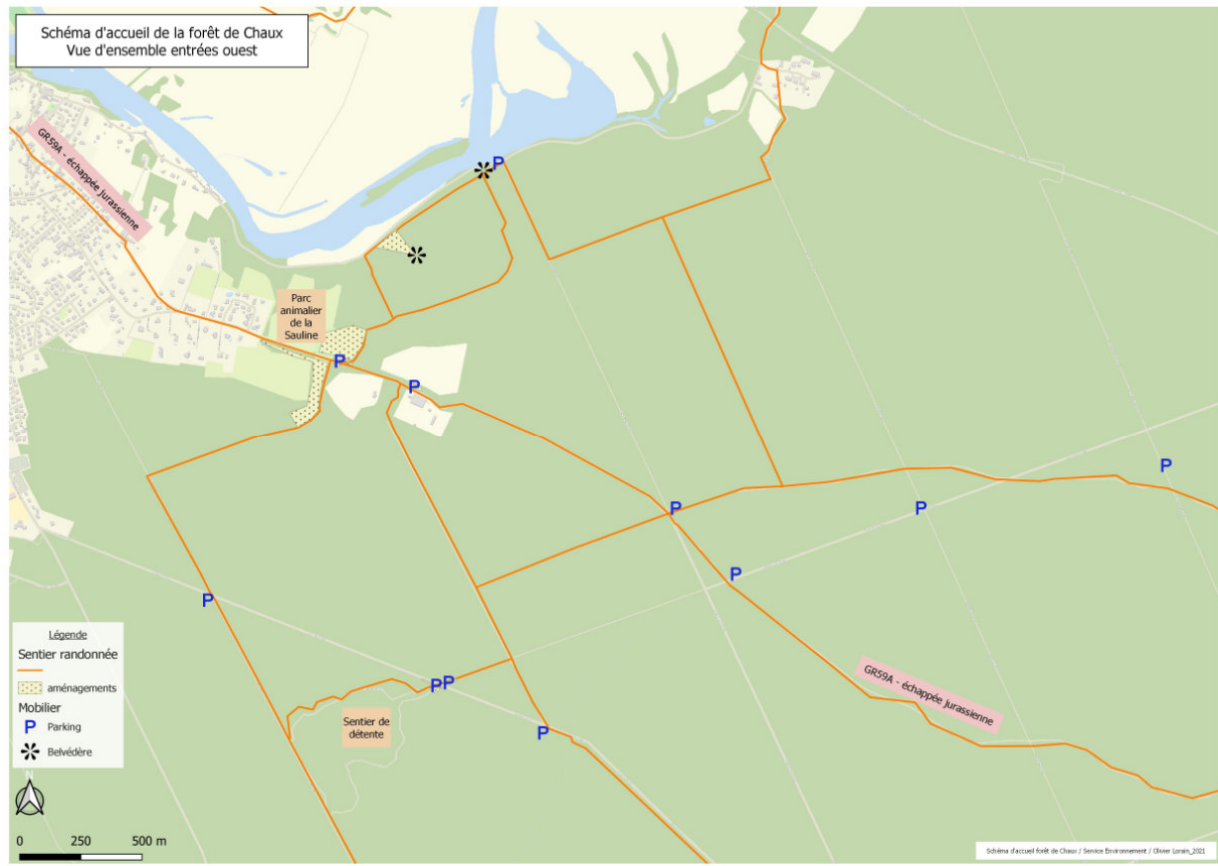 Schéma d'accueil de la forêt de Chaux
Vue d'ensemble entrées ouest
GR59A - échappée jurassienne
P
Parc
animalier
de la
Sauline
P
P
P
P
P
P
P
GR59A - échappée jurassienne
PP
Sentier de
détente
P
Légende
Sentier randonnée
aménagements
Mobilier
P Parking
Belvédère
N
0 250 500 m
Schéma d'accueil forêt de Chaux / Service Environnement / Olivier Lorain_2021